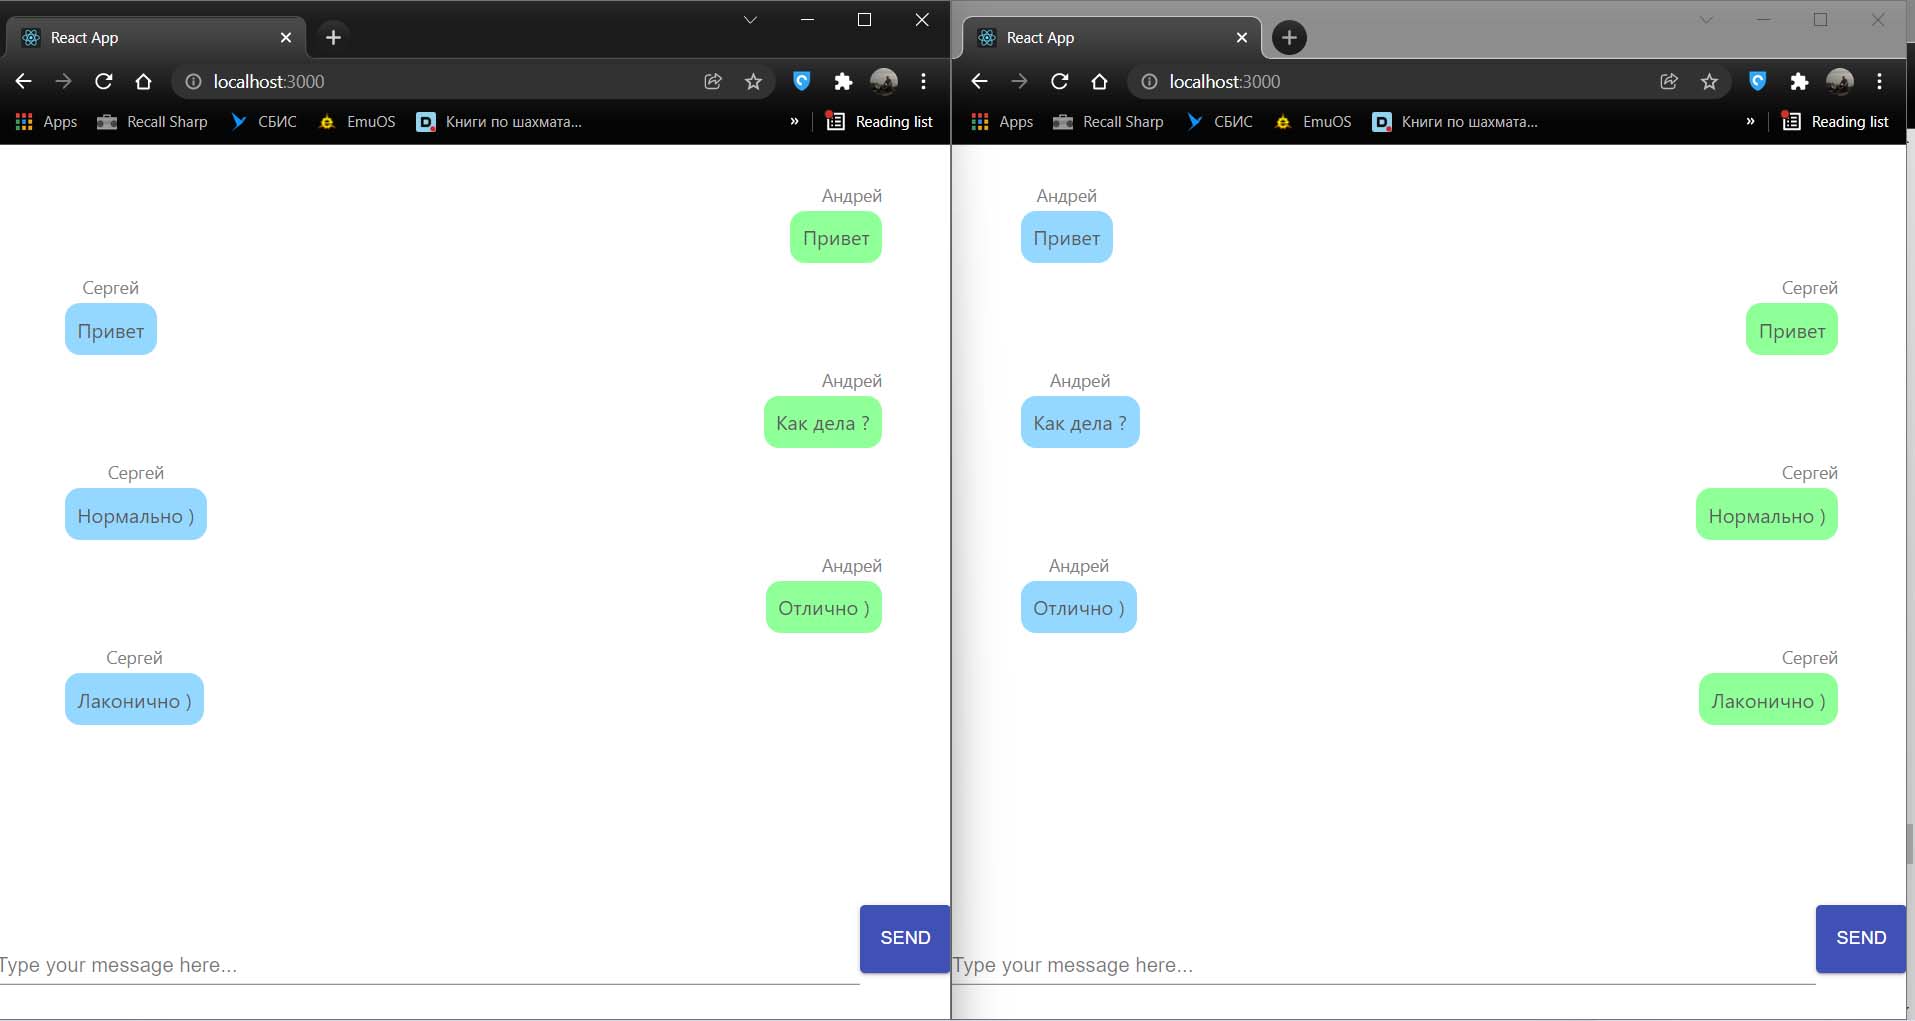 React App
localhost:3000
Apps
Recall Sharp
СБИС
EmuOS
Книги по шахмата...
»
Reading list
Андрей
Привет
Сергей
Привет
Андрей
Как дела ?
Сергей
Нормально )
Андрей
Отлично )
Сергей
Лаконично )
Type your message here...
SEND
React App
localhost:3000
Apps
Recall Sharp
СБИС
EmuOS
Книги по шахмата...
»
Reading list
Андрей
Привет
Сергей
Привет
Андрей
Как дела ?
Сергей
Нормально )
Андрей
Отлично )
Сергей
Лаконично )
Type your message here...
SEND